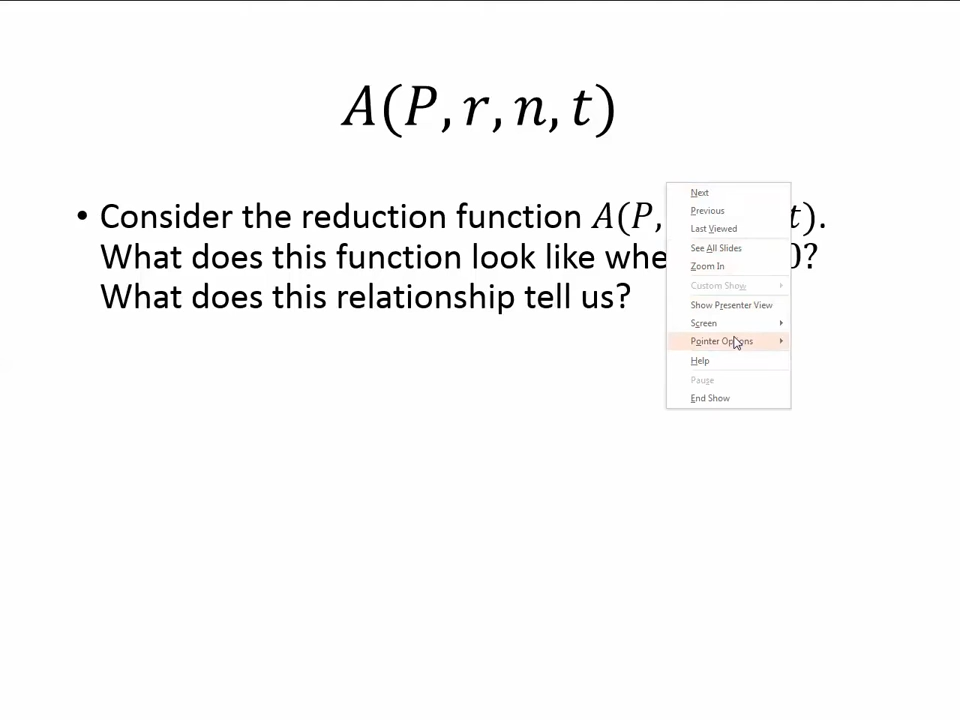 A(P, r, n, t)
• Consider the reduction function A(P, t).
What does this function look like whe 0?
What does this relationship tell us?
Next
Previous
Last Viewed
See All Slides
Zoom In
Custom Show
Show Presenter View
Screen
Pointer Options
Help
Pause
End Show